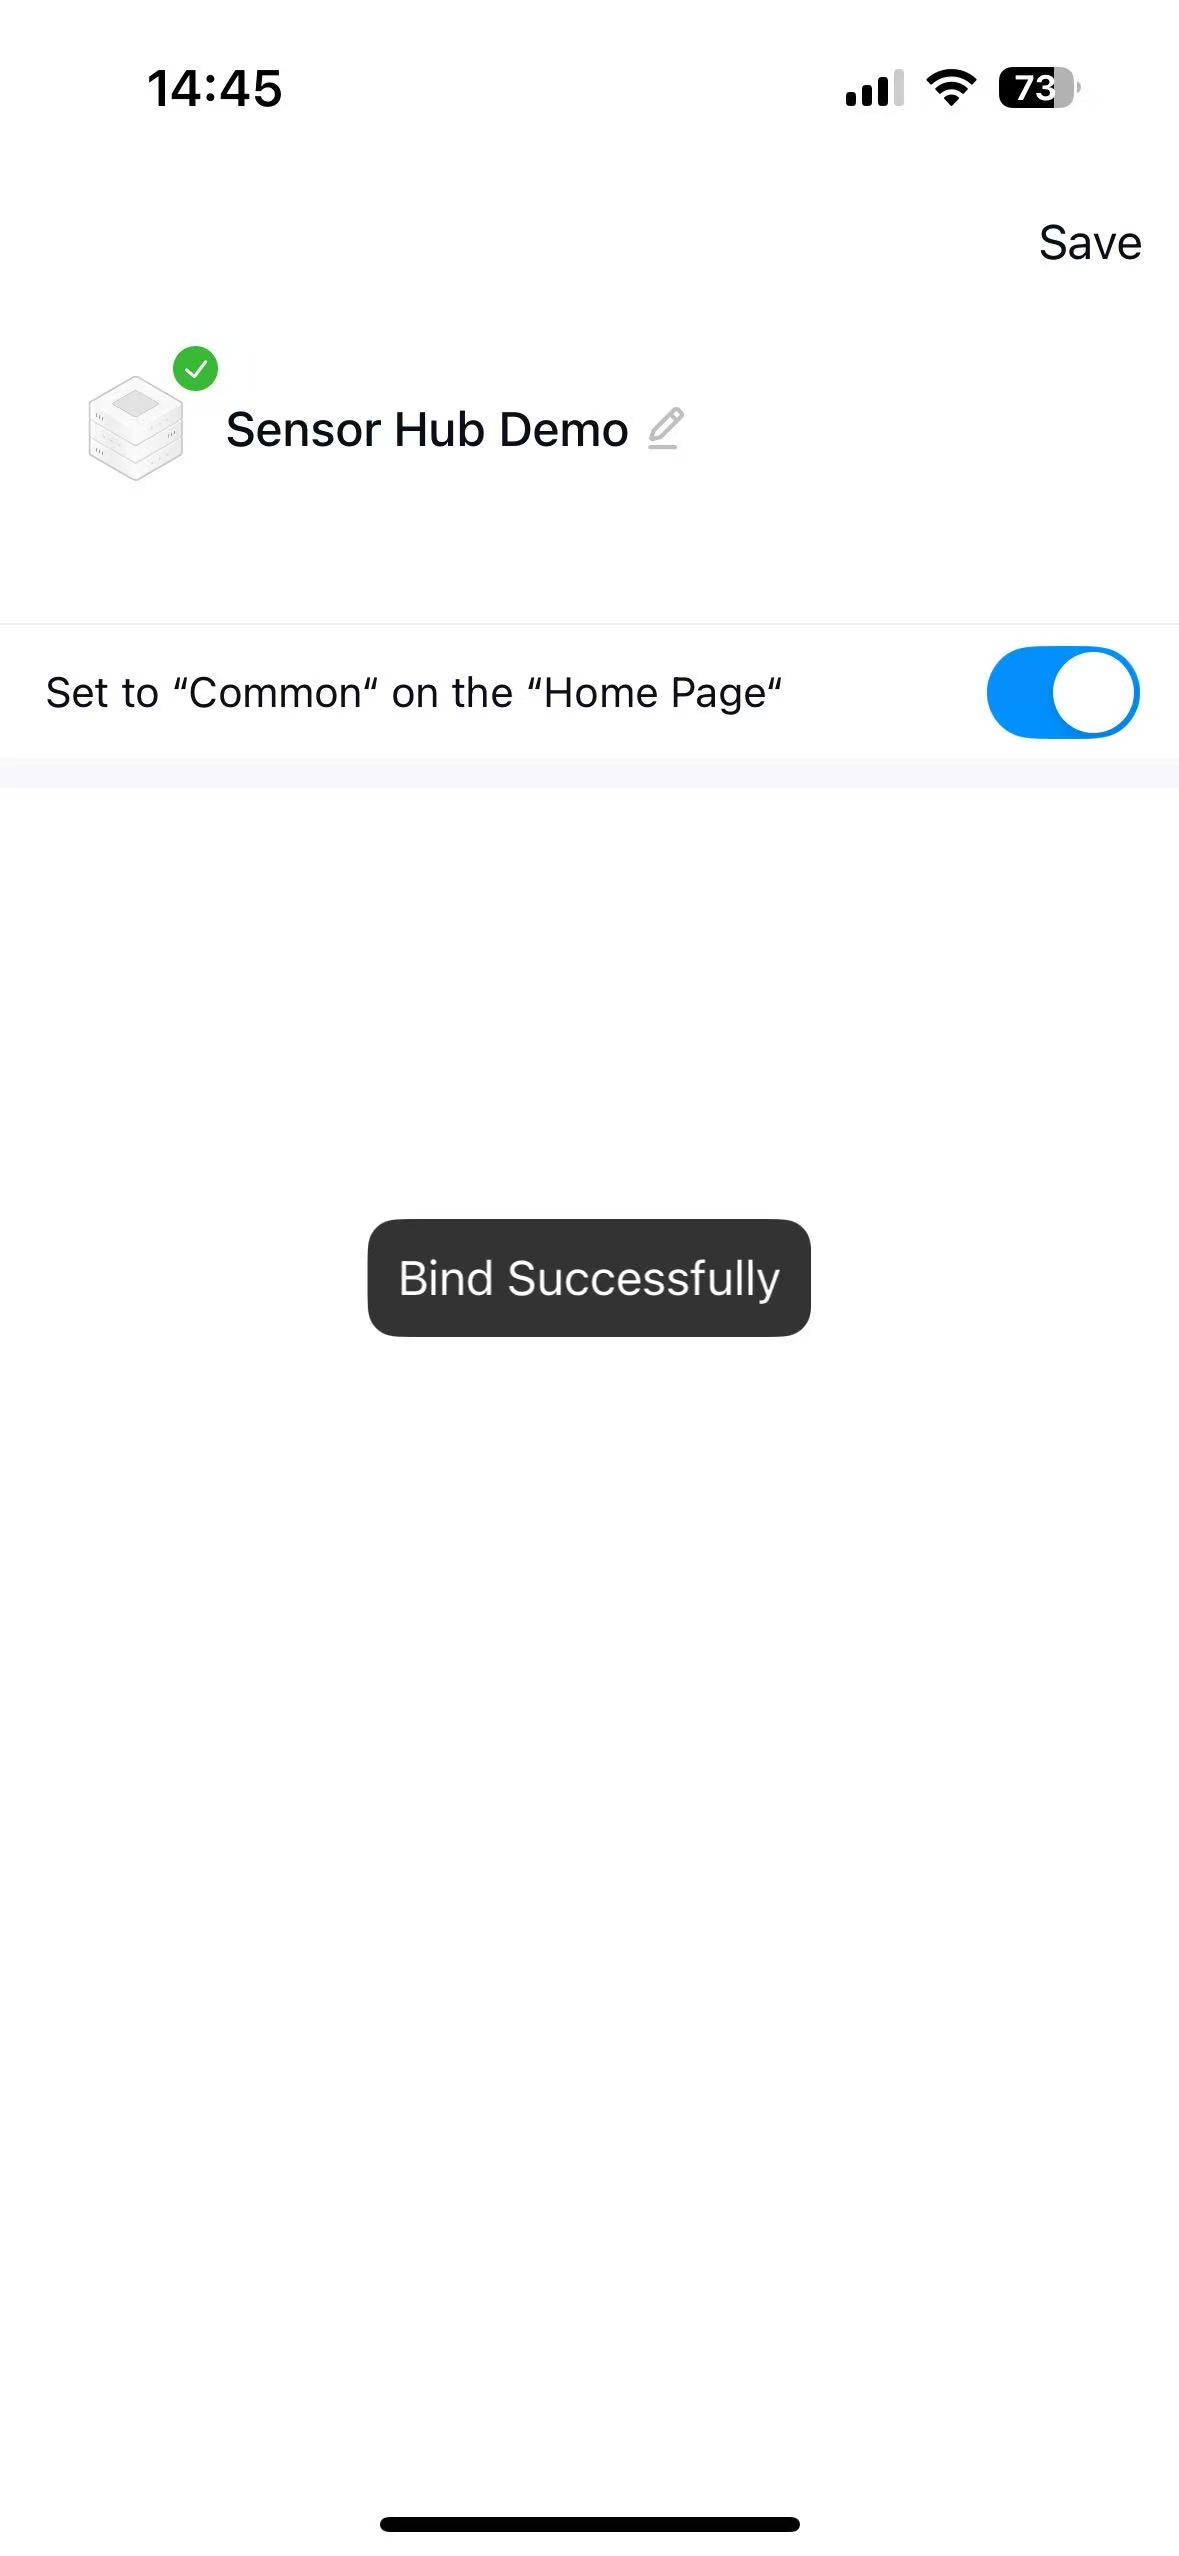 14:45
73
Save
Sensor Hub Demo
Set to “Common“ on the “Home Page“
Bind Successfully